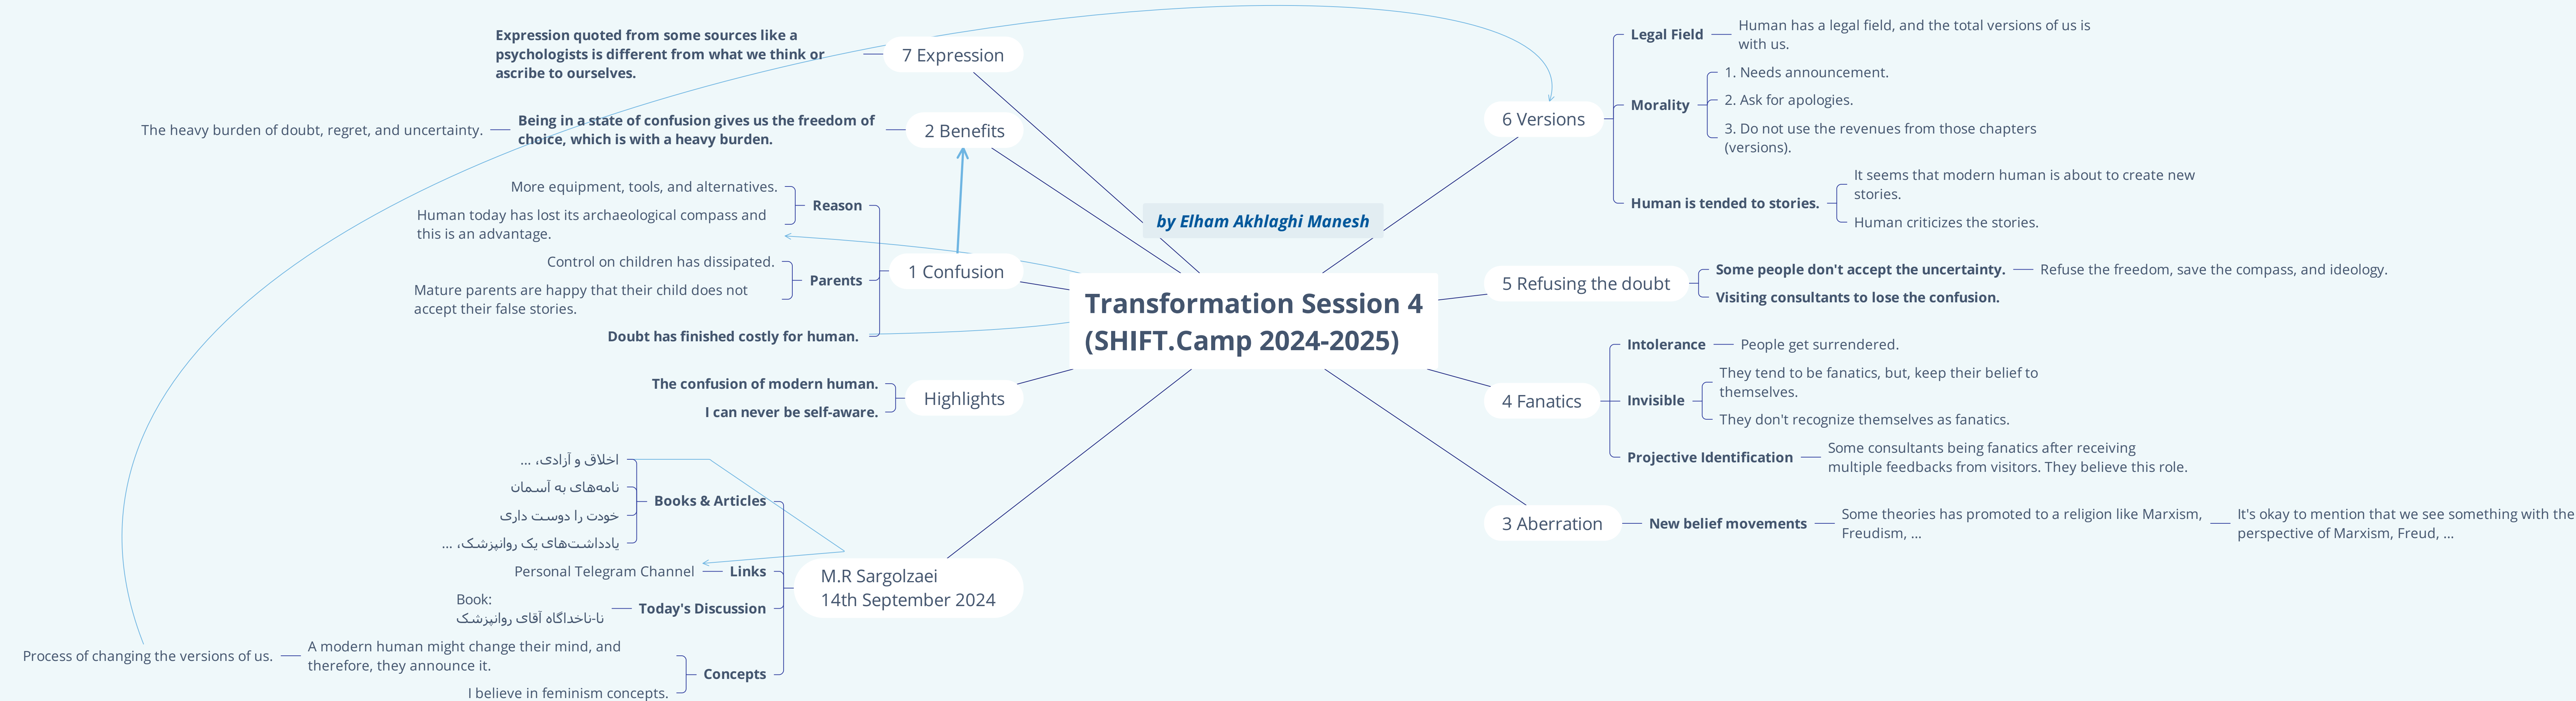 Transformation Session 4
(SHIFT.Camp 2024-2025)
by Elham Akhlaghi Manesh
M.R Sargolzaei
14th September 2024
Books & Articles
اخلاق و آزادی، ...
نامه‌های به آسمان
خودت را دوست داری
یادداشت‌های یک روانپزشک، ...
Links
Personal Telegram Channel
Today's Discussion
Book:
نا-ناخداگاه آقای روانپزشک
Concepts
A modern human might change their mind, and
therefore, they announce it.
Process of changing the versions of us.
I believe in feminism concepts.
Highlights
The confusion of modern human.
I can never be self-aware.
1 Confusion
Reason
More equipment, tools, and alternatives.
Human today has lost its archaeological compass and
this is an advantage.
Parents
Control on children has dissipated.
Mature parents are happy that their child does not
accept their false stories.
Doubt has finished costly for human.
2 Benefits
Being in a state of confusion gives us the freedom of
choice, which is with a heavy burden.
The heavy burden of doubt, regret, and uncertainty.
3 Aberration
New belief movements
Some theories has promoted to a religion like Marxism,
Freudism, ...
It's okay to mention that we see something with the
perspective of Marxism, Freud, ...
4 Fanatics
Intolerance
People get surrendered.
Invisible
They tend to be fanatics, but, keep their belief to
themselves.
They don't recognize themselves as fanatics.
Projective Identification
Some consultants being fanatics after receiving
multiple feedbacks from visitors. They believe this role.
5 Refusing the doubt
Some people don't accept the uncertainty.
Refuse the freedom, save the compass, and ideology.
Visiting consultants to lose the confusion.
6 Versions
Legal Field
Human has a legal field, and the total versions of us is
with us.
Morality
1. Needs announcement.
2. Ask for apologies.
3. Do not use the revenues from those chapters
(versions).
Human is tended to stories.
It seems that modern human is about to create new
stories.
Human criticizes the stories.
7 Expression
Expression quoted from some sources like a
psychologists is different from what we think or
ascribe to ourselves.